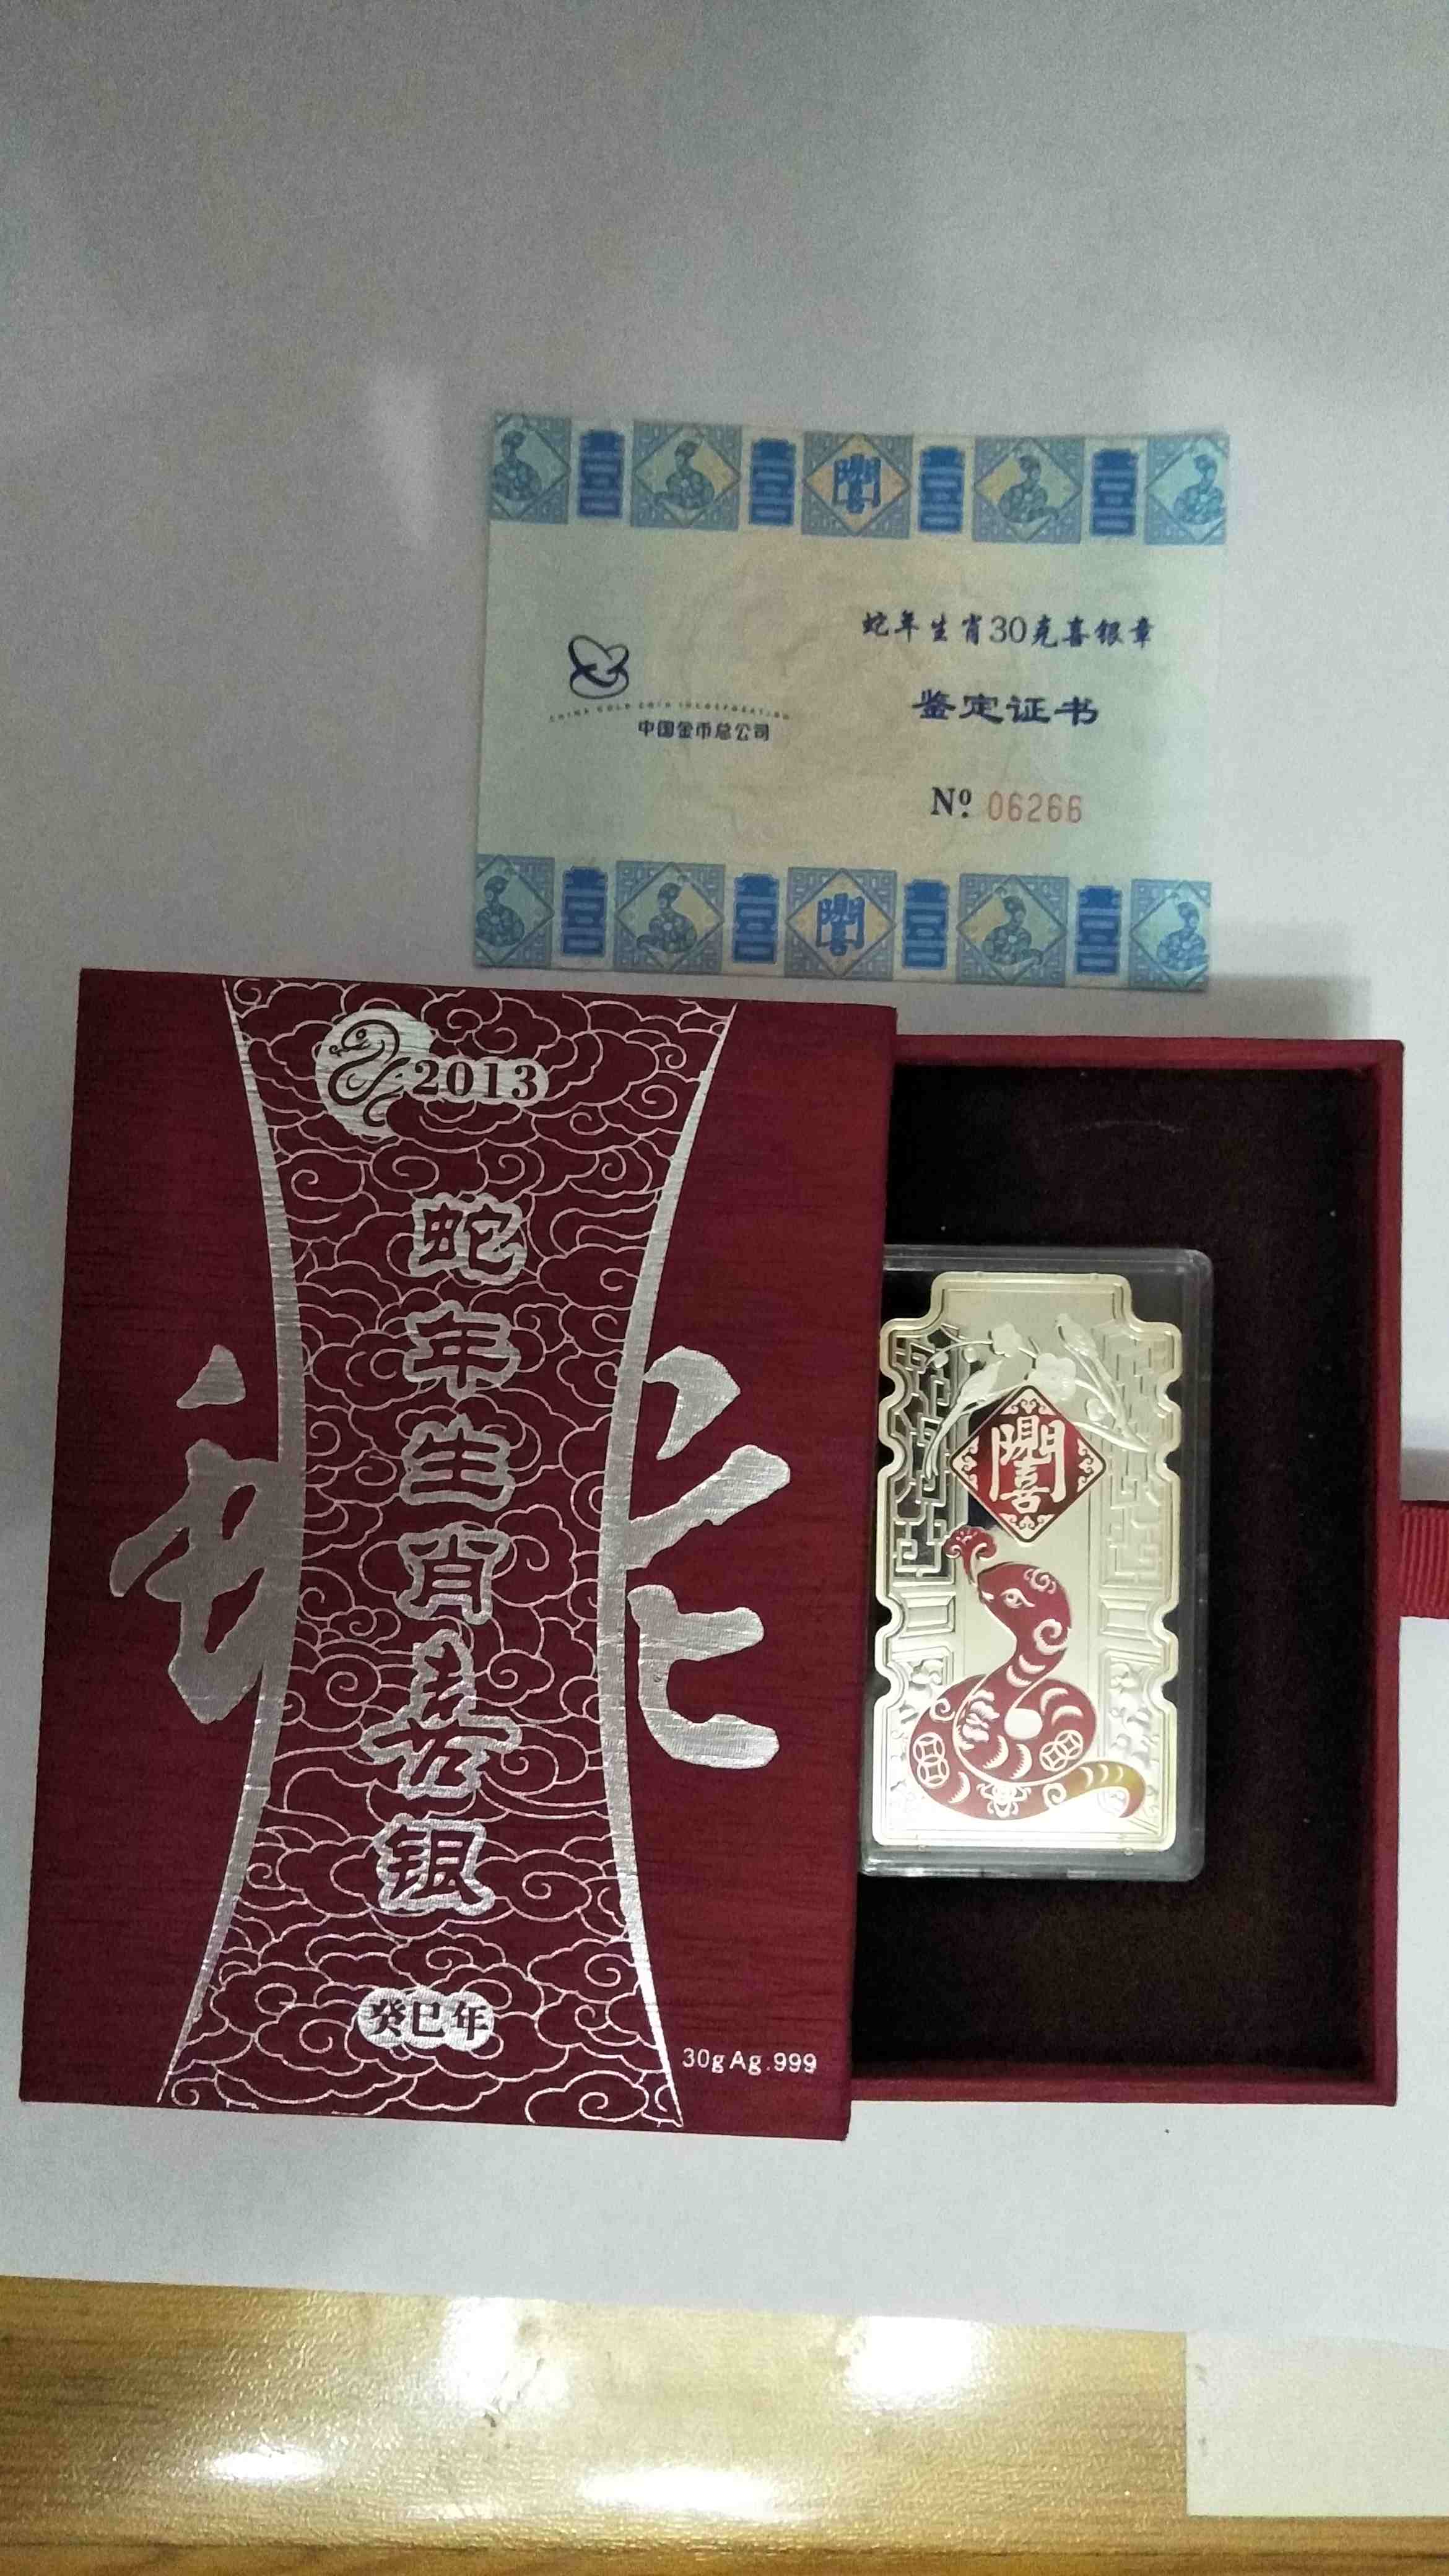 蛇年生肖30克喜银章
鉴定证书
CHINA GOLD COIN INCORPORATION
中国金币总公司
Nº 06266
2013
蛇年生肖喜银
癸巳年
30g Ag.999
蛇
喜